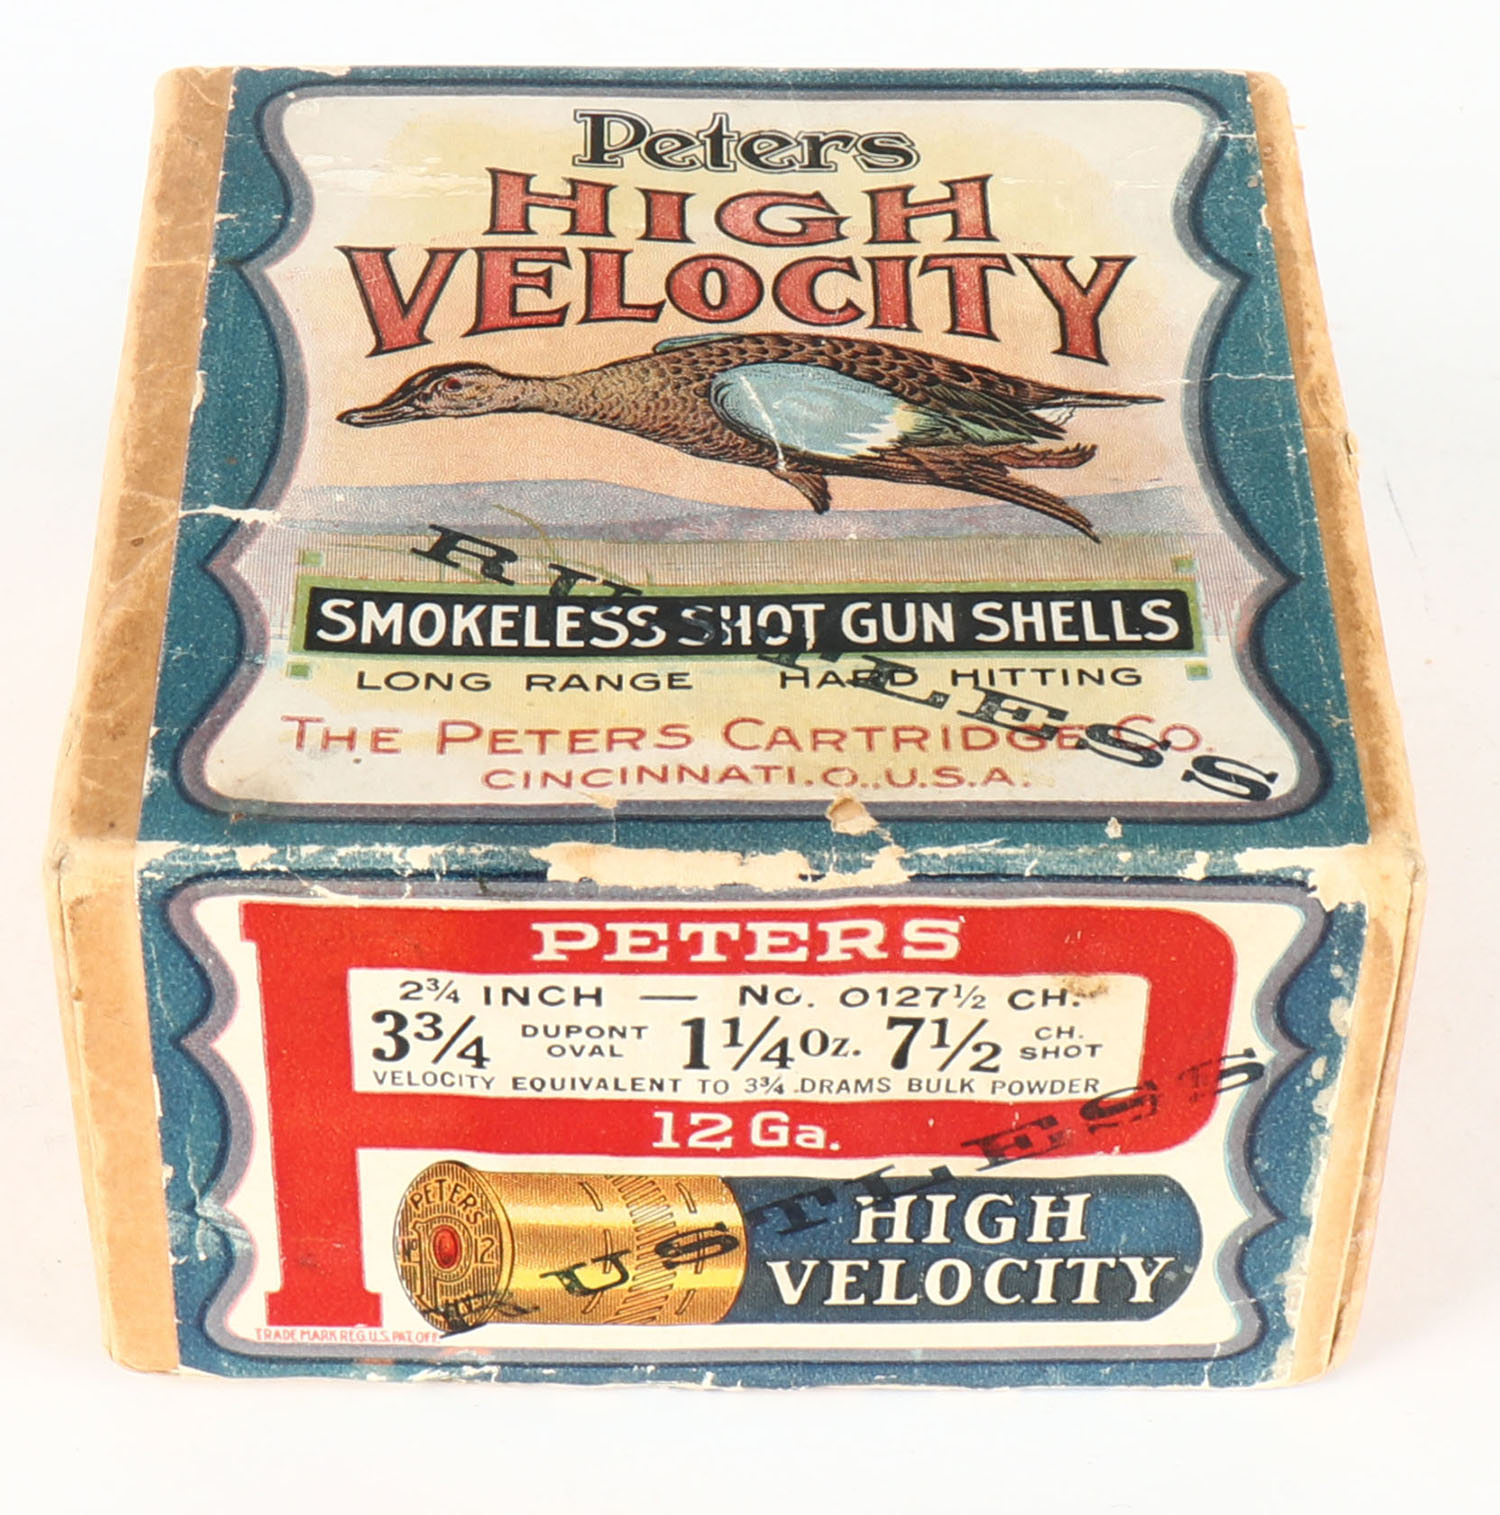 Peters
HIGH
VELOCITY
SMOKELESS SHOT GUN SHELLS
LONG RANGE HARD HITTING
THE PETERS CARTRIDGE CO.
CINCINNATI.O.,U.S.A.
RUSTLESS
PETERS
2¾ INCH — No. 0127½ CH.
3¾ DUPONT OVAL 1¼ Oz. 7½ CH. SHOT
VELOCITY EQUIVALENT TO 3¾ DRAMS BULK POWDER
12 Ga.
PETERS
No 12
P
HIGH
VELOCITY
RUSTLESS
TRADE MARK REG.U.S.PAT.OFF.